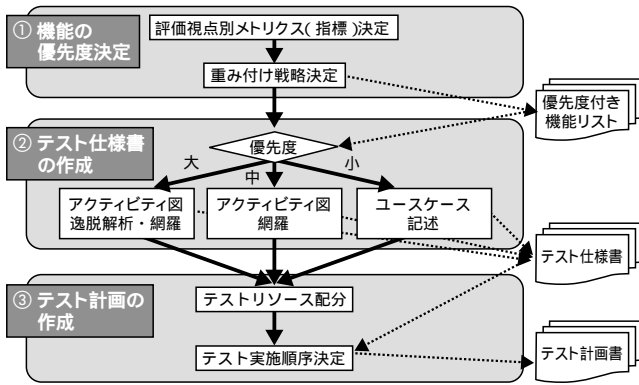 ① 機能の
優先度決定
評価視点別メトリクス(指標)決定
重み付け戦略決定
優先度付き
機能リスト
② テスト仕様書
の作成
優先度
大
中
小
アクティビティ図
逸脱解析・網羅
アクティビティ図
網羅
ユースケース
記述
テスト仕様書
③ テスト計画の
作成
テストリソース配分
テスト実施順序決定
テスト計画書